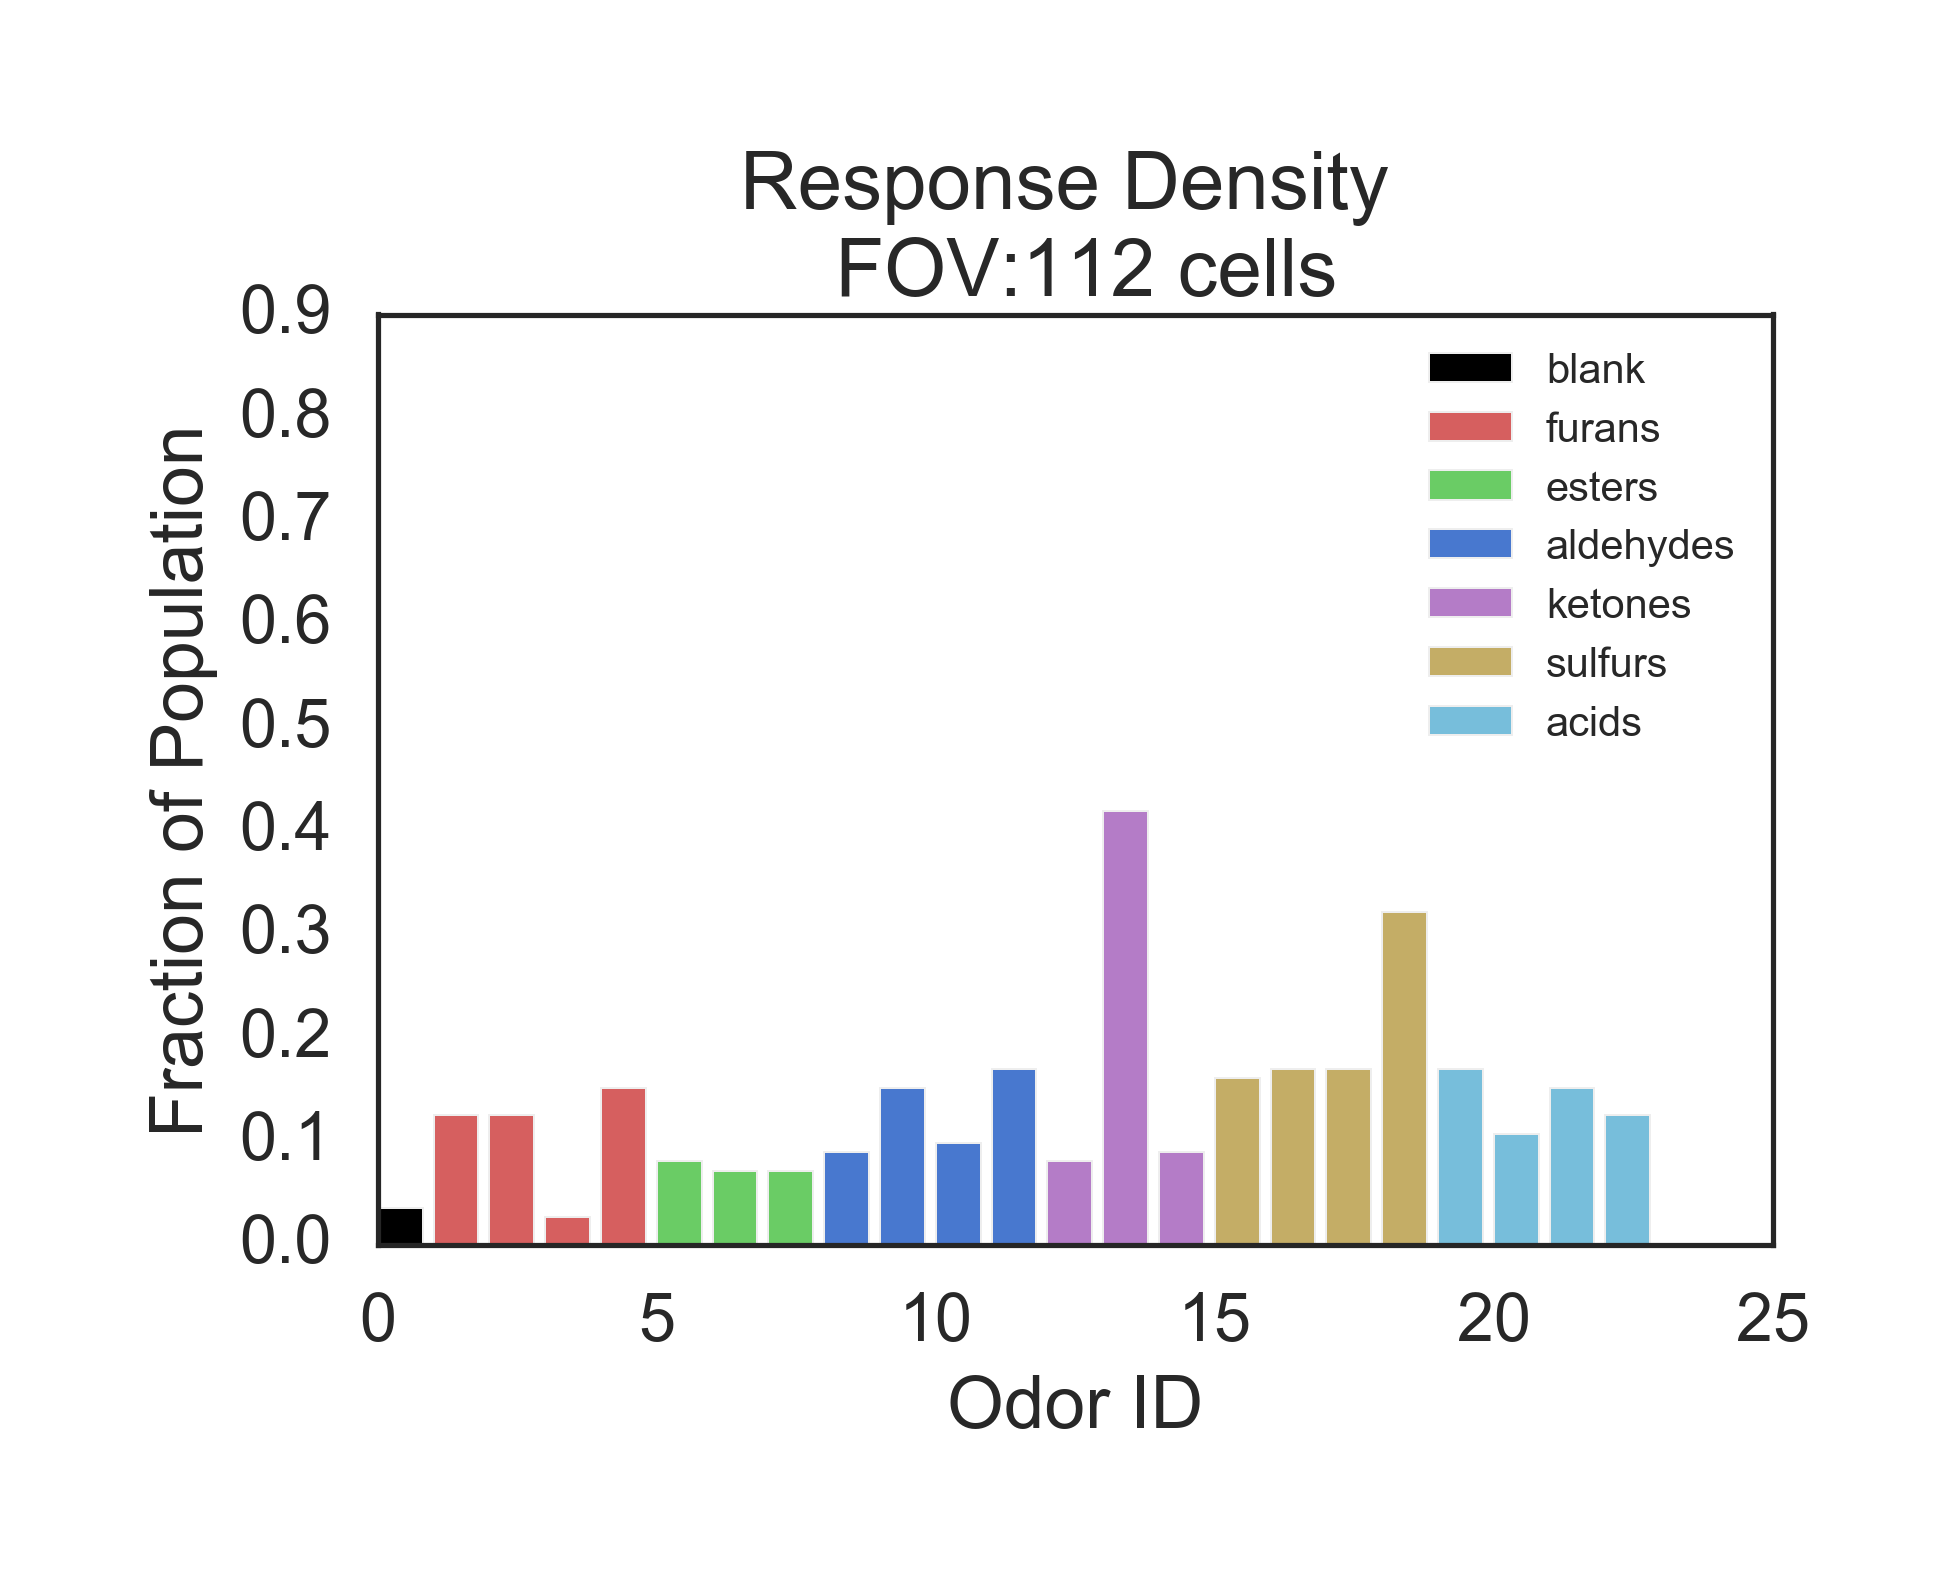 Response Density
FOV:112 cells
0.9
0.8
0.7
0.6
0.5
0.4
0.3
0.2
0.1
0.0
Fraction of Population
blank
furans
esters
aldehydes
ketones
sulfurs
acids
0 5 10 15 20 25
Odor ID